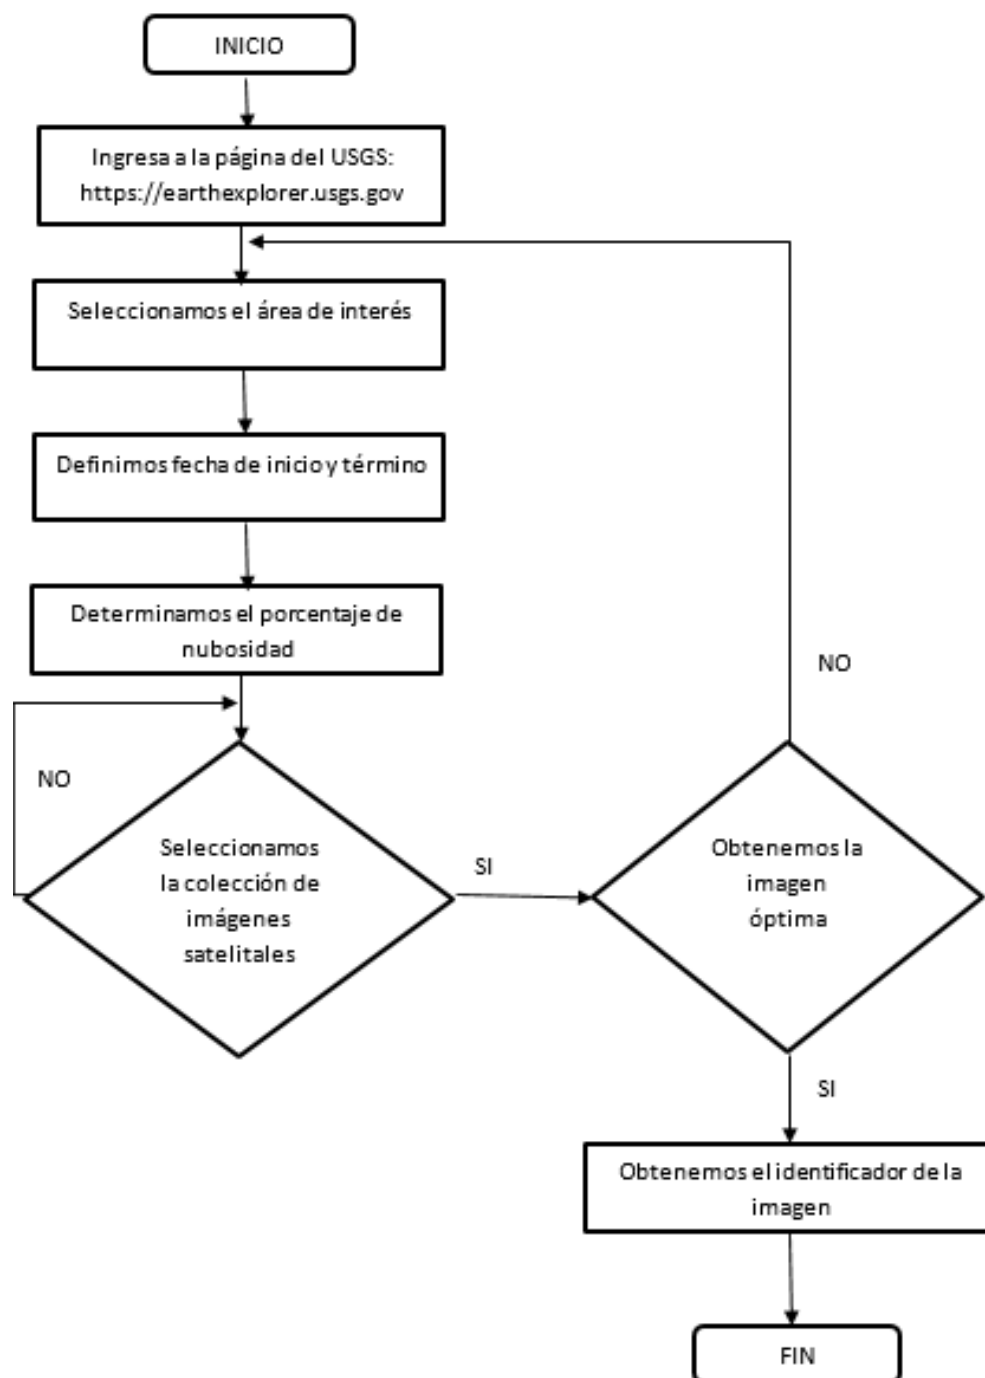 INICIO
Ingresa a la página del USGS:
https://earthexplorer.usgs.gov
Seleccionamos el área de interés
Definimos fecha de inicio y término
Determinamos el porcentaje de
nubosidad
NO
NO
Seleccionamos
la colección de
imágenes
satelitales
SI
Obtenemos la
imagen
óptima
SI
Obtenemos el identificador de la
imagen
FIN